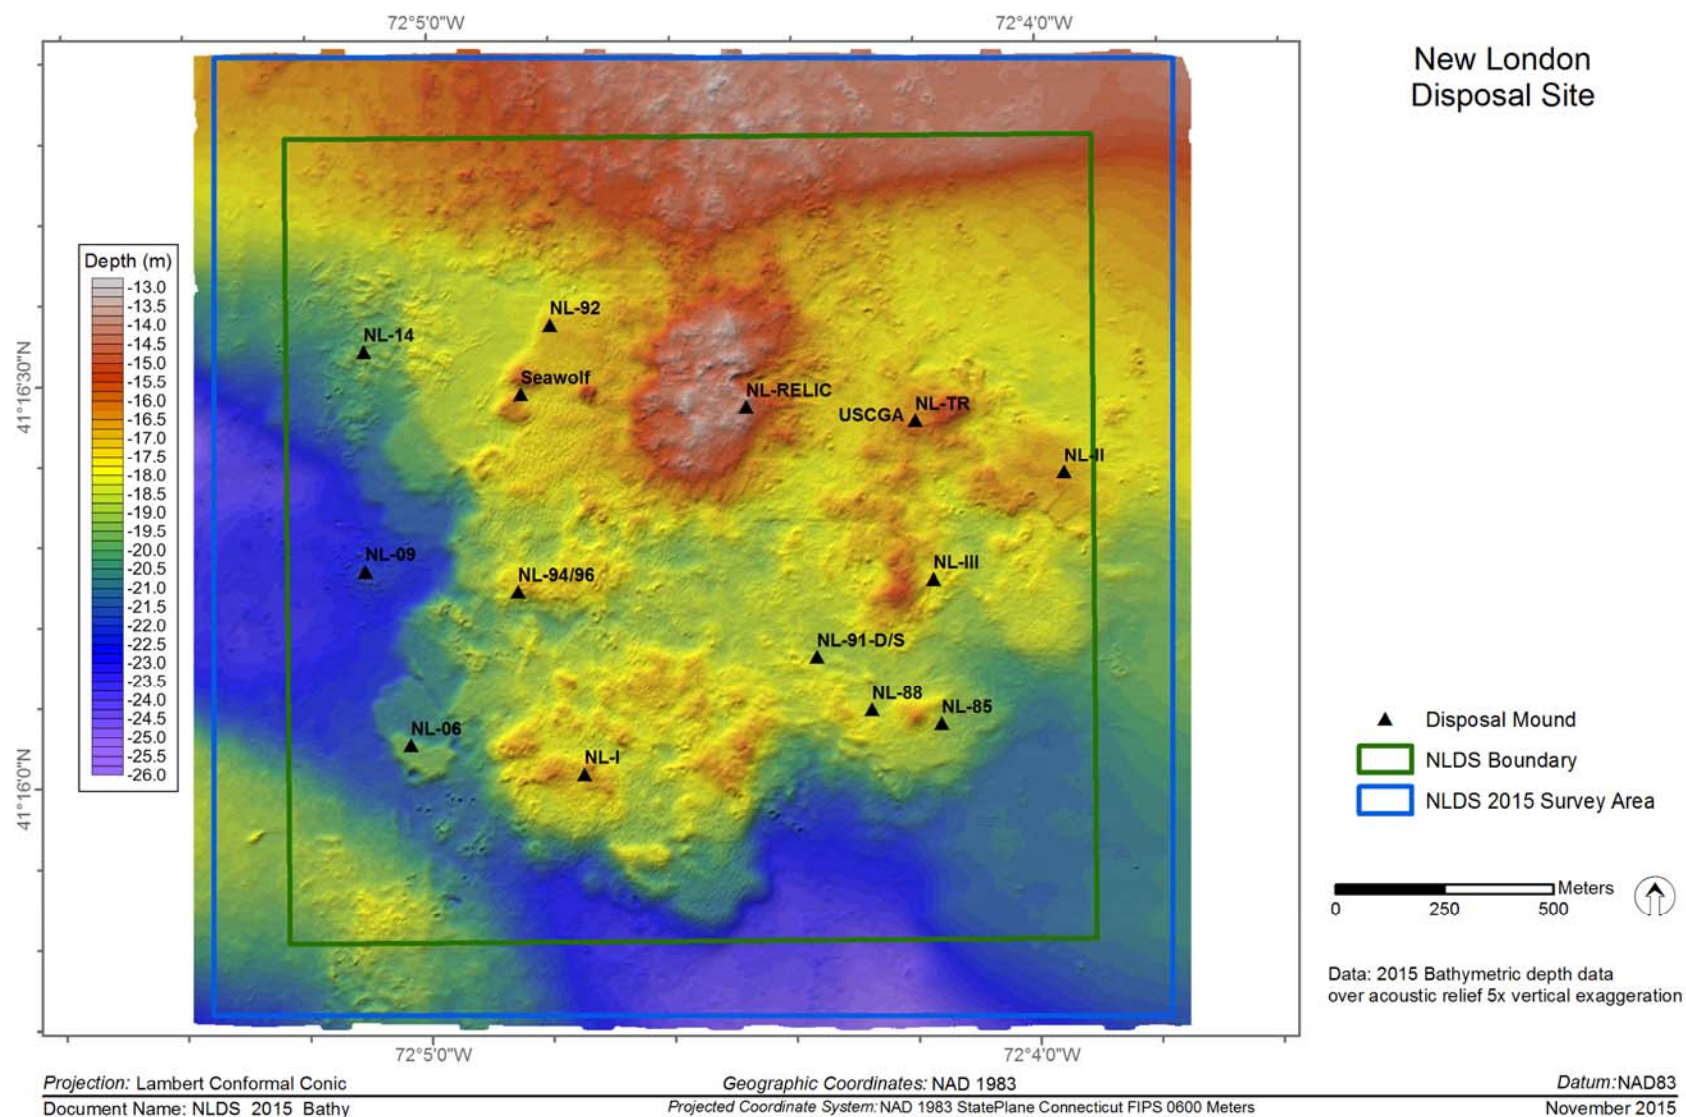 72°5'0"W
72°4'0"W
New London
Disposal Site
Depth (m)
-13.0
-13.5
-14.0
-14.5
-15.0
-15.5
-16.0
-16.5
-17.0
-17.5
-18.0
-18.5
-19.0
-19.5
-20.0
-20.5
-21.0
-21.5
-22.0
-22.5
-23.0
-23.5
-24.0
-24.5
-25.0
-25.5
-26.0
41°16'30"N
41°16'0"N
NL-92
NL-14
Seawolf
NL-RELIC
NL-TR
USCGA
NL-II
NL-09
NL-94/96
NL-III
NL-91-D/S
NL-88
NL-85
NL-06
NL-I
Disposal Mound
NLDS Boundary
NLDS 2015 Survey Area
Meters
0 250 500
Data: 2015 Bathymetric depth data
over acoustic relief 5x vertical exaggeration
72°5'0"W
72°4'0"W
Projection: Lambert Conformal Conic
Geographic Coordinates: NAD 1983
Datum:NAD83
Document Name: NLDS_2015_Bathy
Projected Coordinate System: NAD 1983 StatePlane Connecticut FIPS 0600 Meters
November 2015